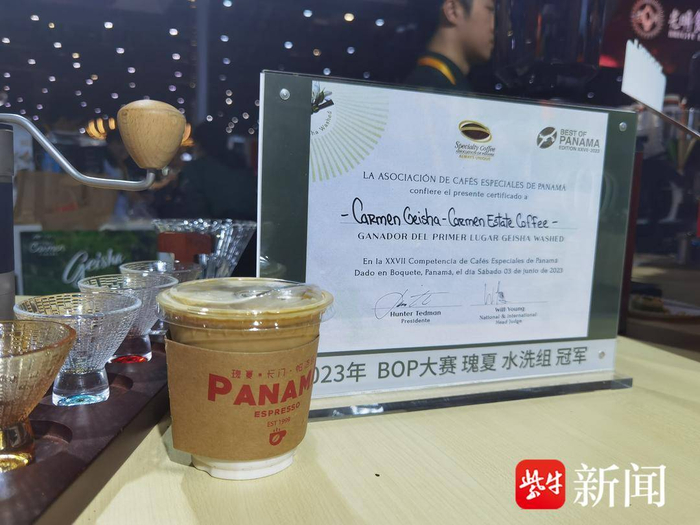 Specialty Coffee
BEST OF
PANAMA
LA ASOCIACIÓN DE CAFÉS ESPECIALES DE PANAMÁ
confiere el presente certificado a
- Carmen Geisha - Carmen Estate Coffee -
GANADOR DEL PRIMER LUGAR GEISHA WASHED
En la XXVII Competencia de Cafés Especiales de Panamá
Dado en Boquete, Panamá, el día Sábado 03 de junio de 2023
Hunter Tedman
Presidente
Will Young
National & International
Head Judge
023年 BOP大赛 瑰夏 水洗组 冠军
Geisha
瑰夏
PANAM
ESPRESSO
EST 1990
紫牛
新闻